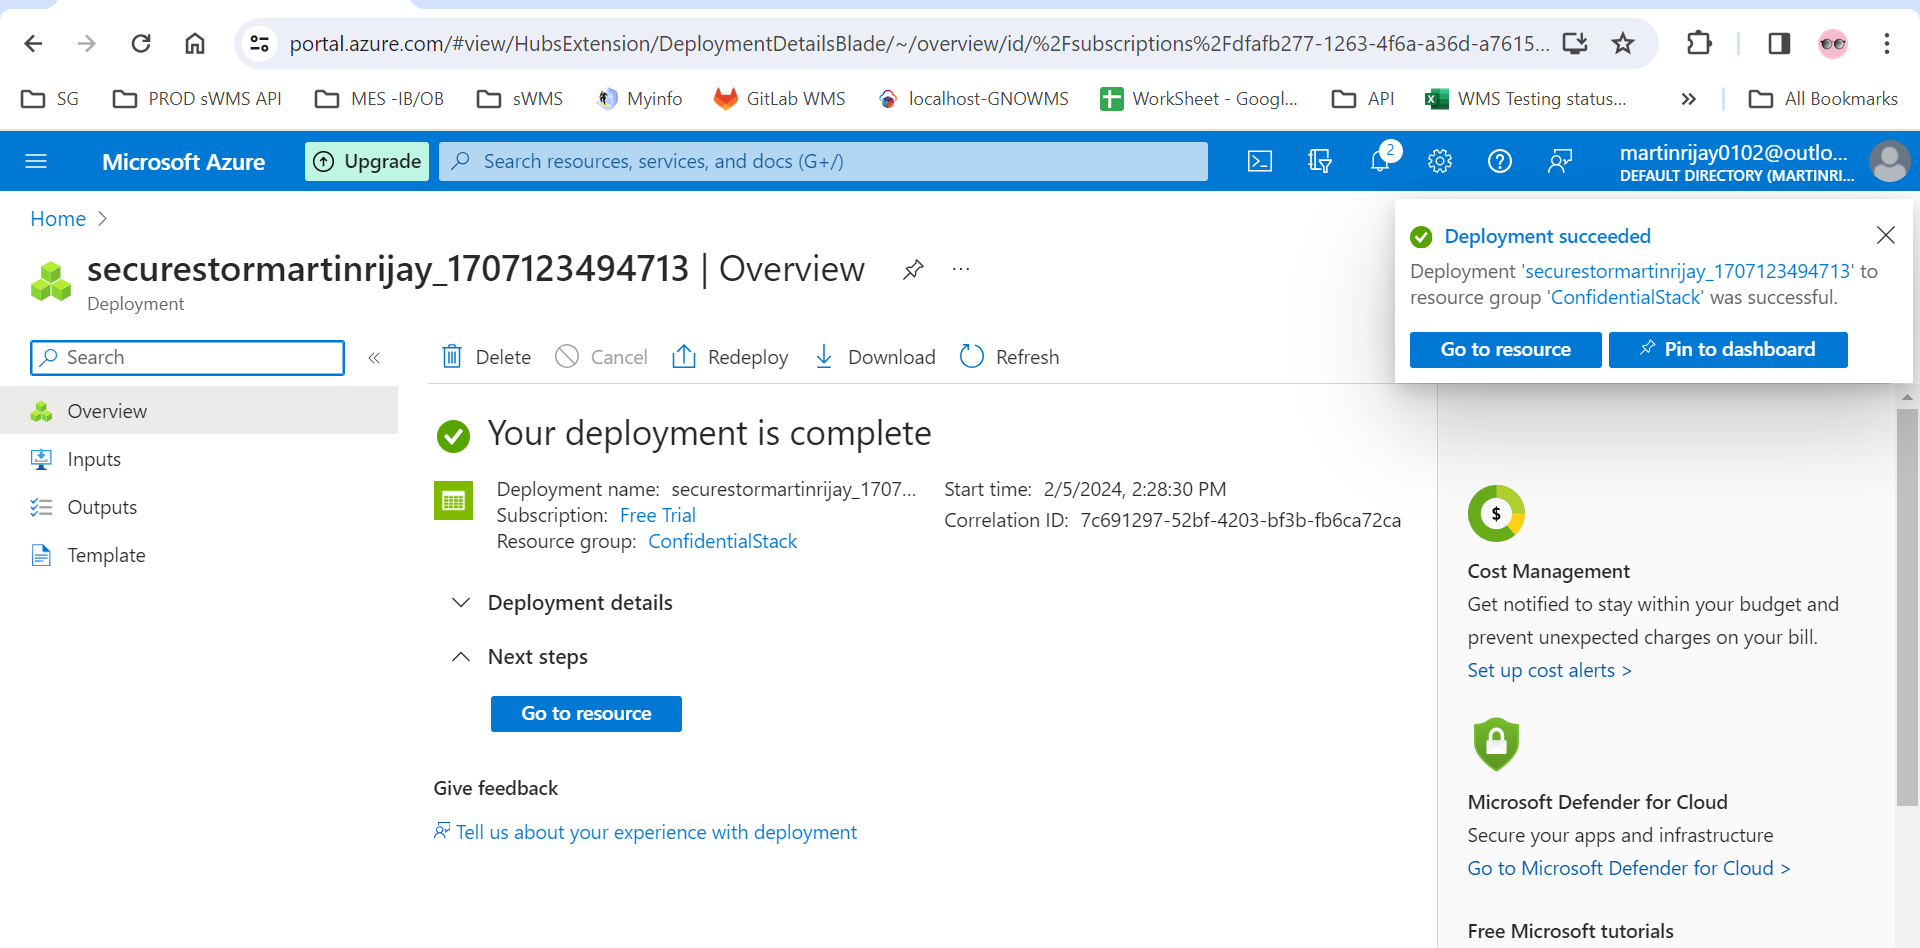 portal.azure.com/#view/HubsExtension/DeploymentDetailsBlade/~/overview/id/%2Fsubscriptions%2Fdfafb277-1263-4f6a-a36d-a7615...
SG PROD sWMS API MES -IB/OB sWMS Myinfo GitLab WMS localhost-GNOWMS WorkSheet - Googl... API WMS Testing status... » All Bookmarks
Microsoft Azure Upgrade Search resources, services, and docs (G+/) 2 martinrijay0102@outlo...
DEFAULT DIRECTORY (MARTINRI...
Home >
securestormartinrijay_1707123494713 | Overview ...
Deployment
Deployment succeeded
Deployment 'securestormartinrijay_1707123494713' to
resource group 'ConfidentialStack' was successful.
Go to resource Pin to dashboard
Search «
Overview
Inputs
Outputs
Template
Delete Cancel Redeploy Download Refresh
Your deployment is complete
Deployment name: securestormartinrijay_1707...
Subscription: Free Trial
Resource group: ConfidentialStack
Start time: 2/5/2024, 2:28:30 PM
Correlation ID: 7c691297-52bf-4203-bf3b-fb6ca72ca
Deployment details
Next steps
Go to resource
Give feedback
Tell us about your experience with deployment
$
Cost Management
Get notified to stay within your budget and
prevent unexpected charges on your bill.
Set up cost alerts >
Microsoft Defender for Cloud
Secure your apps and infrastructure
Go to Microsoft Defender for Cloud >
Free Microsoft tutorials